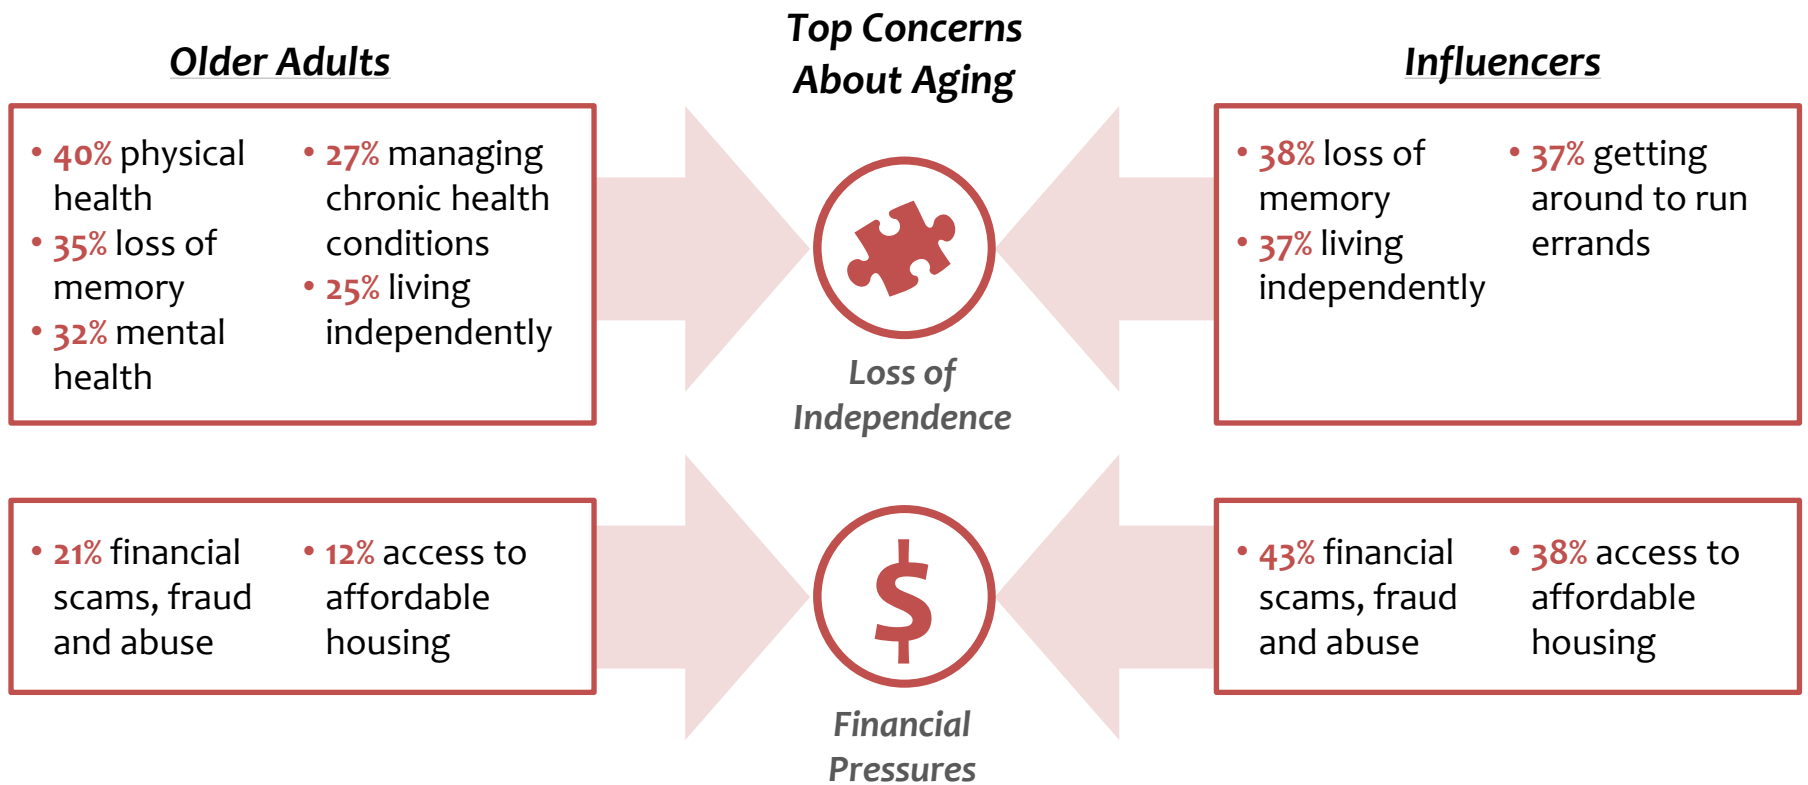 Top Concerns
About Aging
Older Adults
Influencers
• 40% physical
health
• 35% loss of
memory
• 32% mental
health
• 27% managing
chronic health
conditions
• 25% living
independently
Loss of
Independence
• 38% loss of
memory
• 37% living
independently
• 37% getting
around to run
errands
• 21% financial
scams, fraud
and abuse
• 12% access to
affordable
housing
$
Financial
Pressures
• 43% financial
scams, fraud
and abuse
• 38% access to
affordable
housing